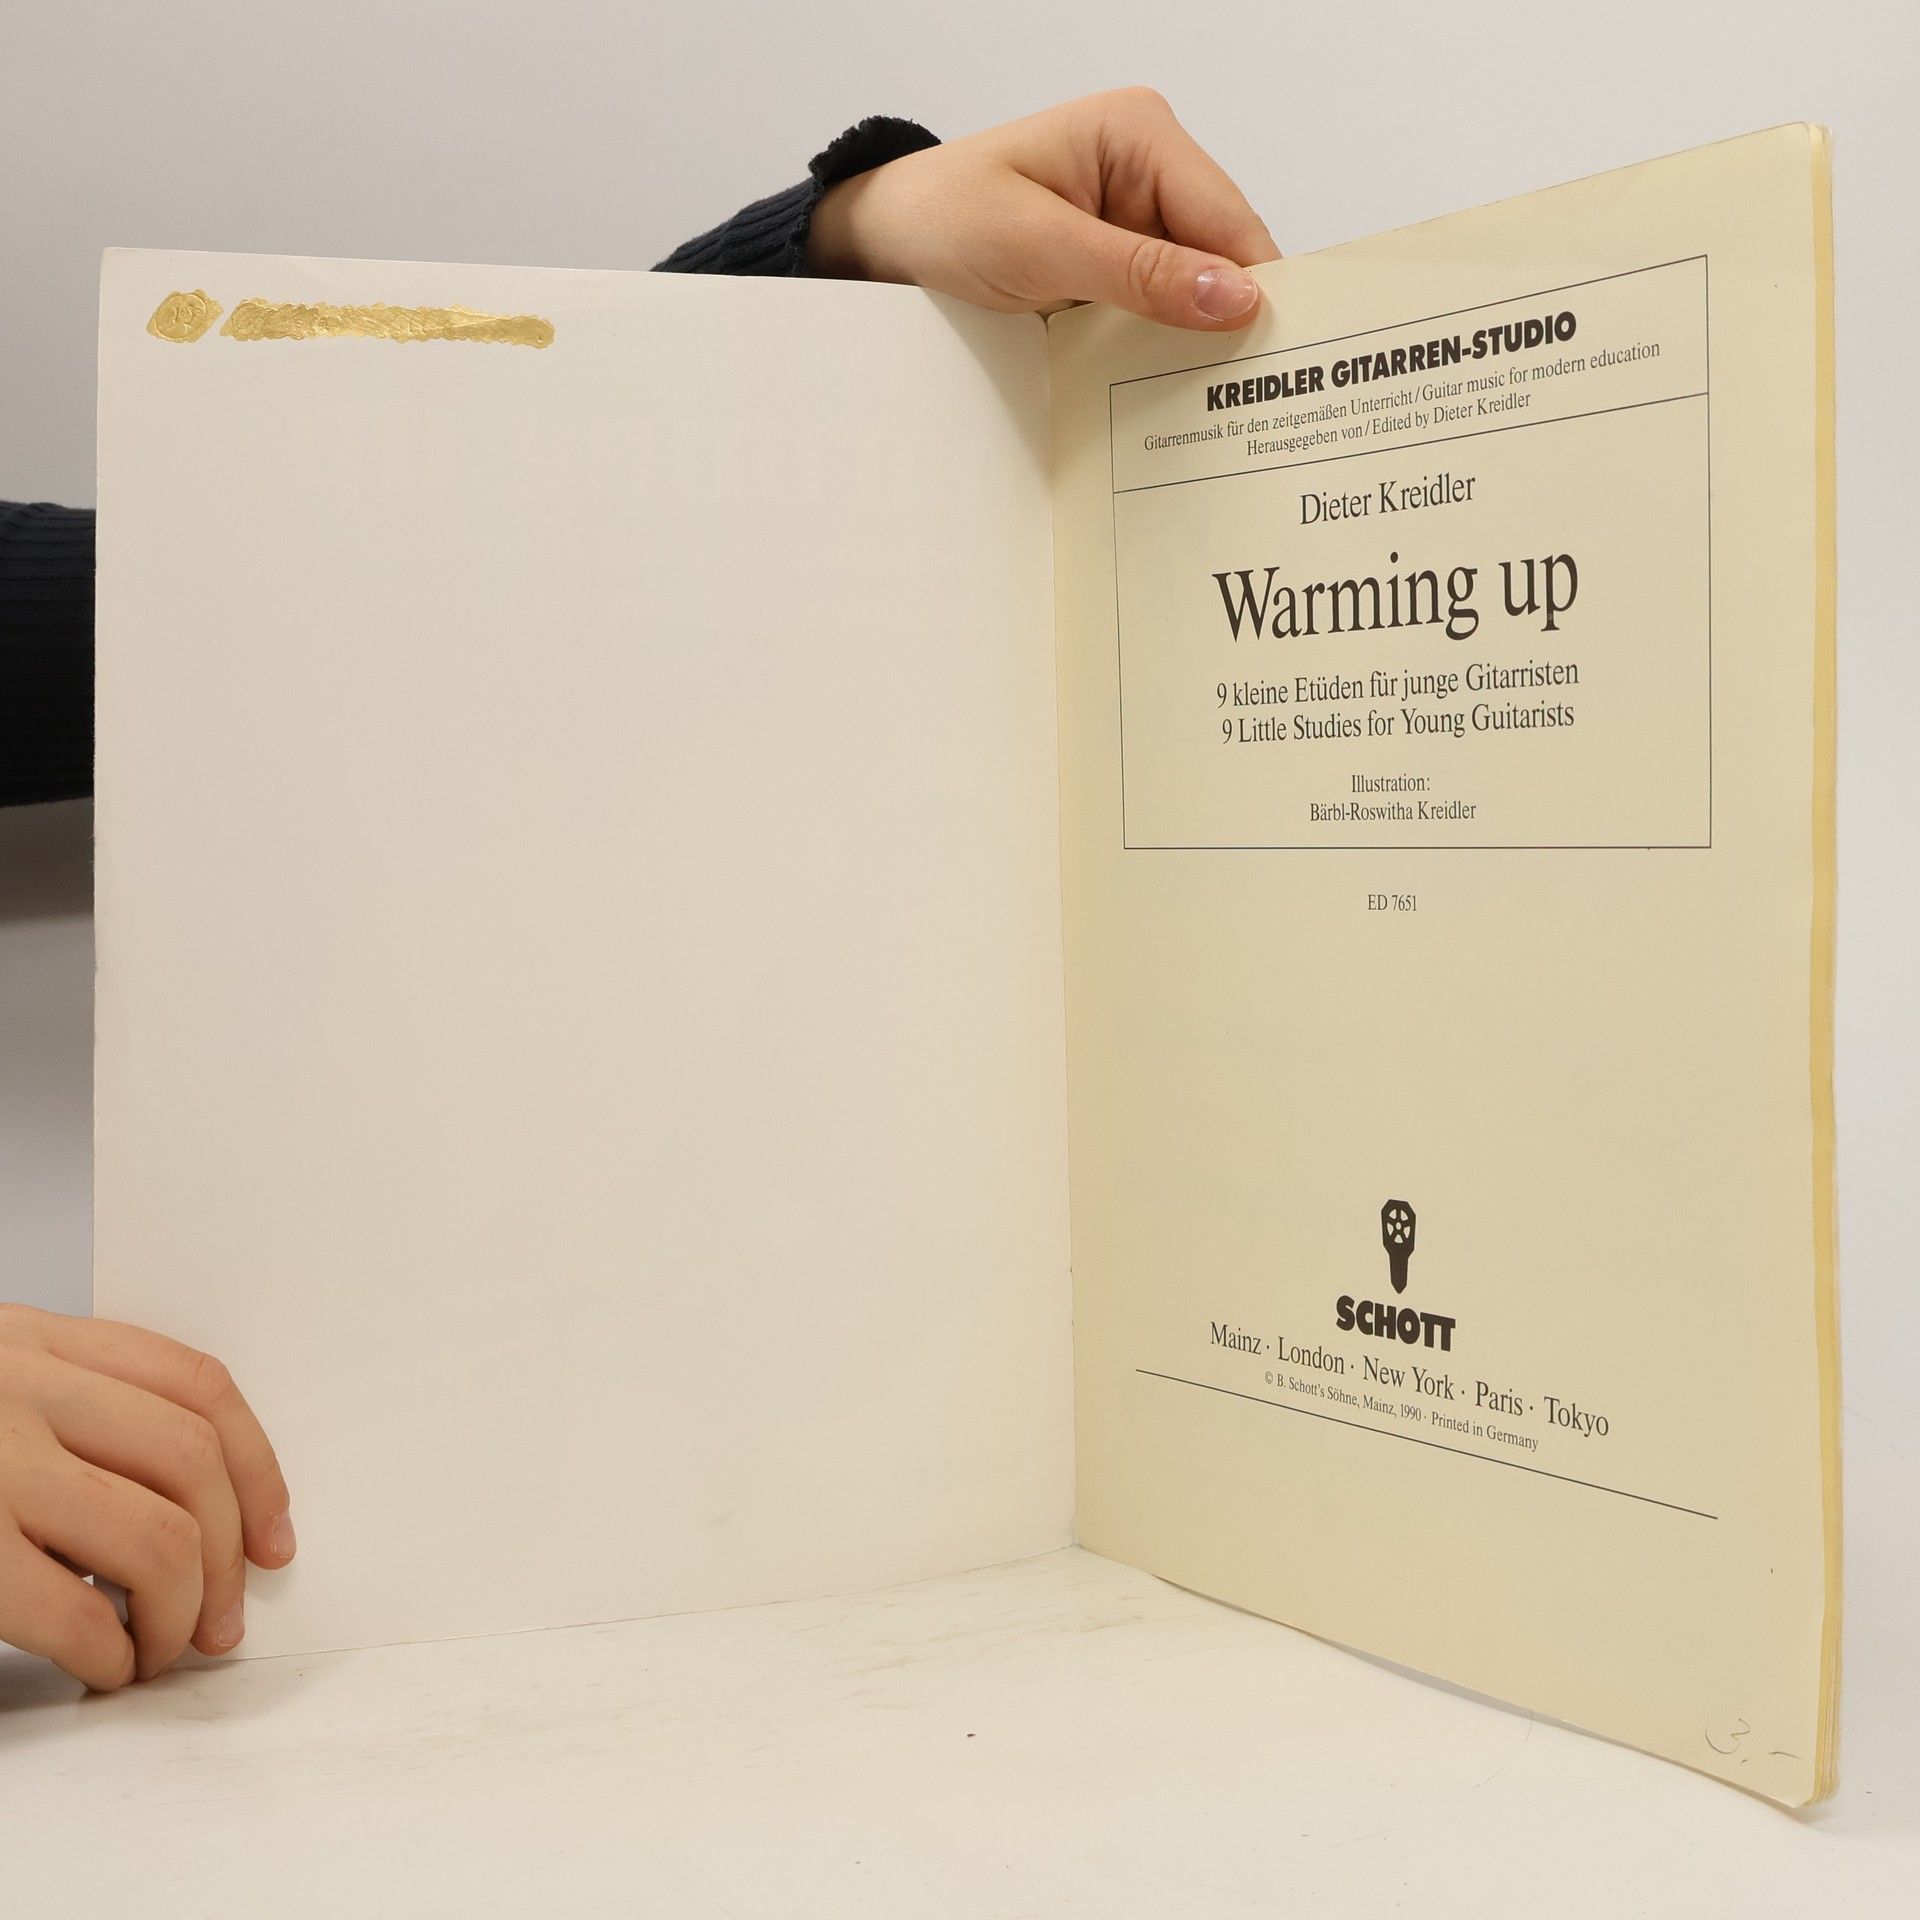 KREIDLER GITARREN-STUDIO
Gitarrenmusik für den zeitgemäßen Unterricht / Guitar music for modern education
Herausgegeben von / Edited by Dieter Kreidler
Dieter Kreidler
Warming up
9 kleine Etüden für junge Gitarristen
9 Little Studies for Young Guitarists
Illustration:
Bärbl-Roswitha Kreidler
ED 7651
SCHOTT
Mainz · London · New York · Paris · Tokyo
© B. Schott's Söhne, Mainz, 1990 · Printed in Germany
3.-